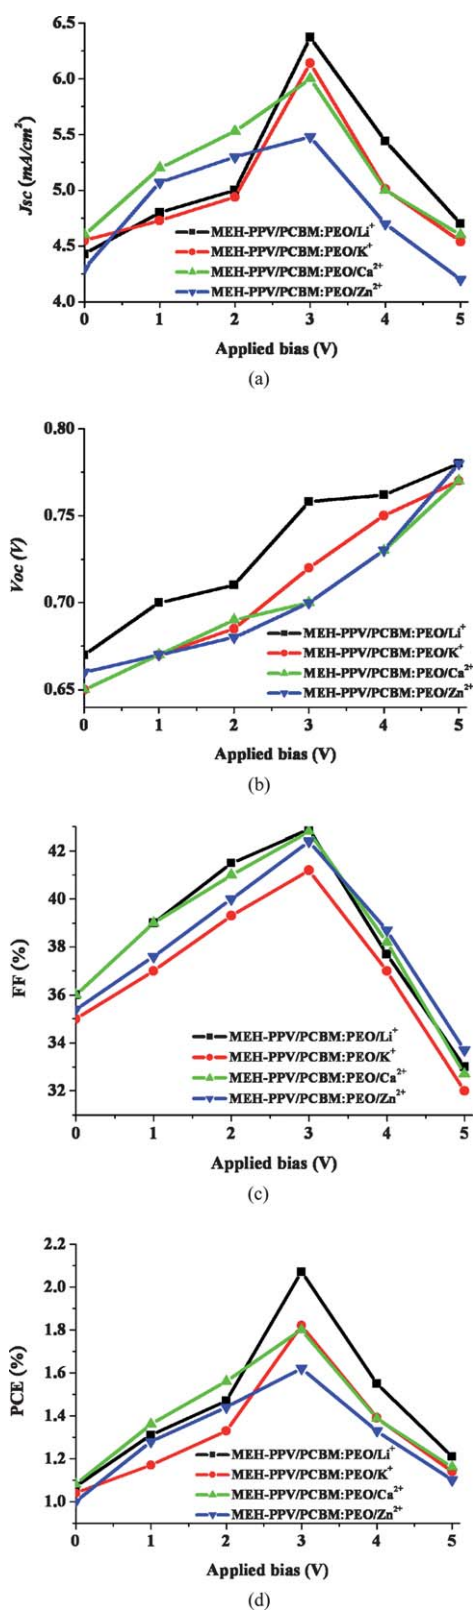 6.5
6.0
5.5
5.0
4.5
4.0
Jsc (mA/cm²)
MEH-PPV/PCBM:PEO/Li⁺
MEH-PPV/PCBM:PEO/K⁺
MEH-PPV/PCBM:PEO/Ca²⁺
MEH-PPV/PCBM:PEO/Zn²⁺
0 1 2 3 4 5
Applied bias (V)
(a)
0.80
0.75
0.70
0.65
Voc (V)
MEH-PPV/PCBM:PEO/Li⁺
MEH-PPV/PCBM:PEO/K⁺
MEH-PPV/PCBM:PEO/Ca²⁺
MEH-PPV/PCBM:PEO/Zn²⁺
0 1 2 3 4 5
Applied bias (V)
(b)
42
40
38
36
34
32
FF (%)
MEH-PPV/PCBM:PEO/Li⁺
MEH-PPV/PCBM:PEO/K⁺
MEH-PPV/PCBM:PEO/Ca²⁺
MEH-PPV/PCBM:PEO/Zn²⁺
0 1 2 3 4 5
Applied bias (V)
(c)
2.2
2.0
1.8
1.6
1.4
1.2
1.0
PCE (%)
MEH-PPV/PCBM:PEO/Li⁺
MEH-PPV/PCBM:PEO/K⁺
MEH-PPV/PCBM:PEO/Ca²⁺
MEH-PPV/PCBM:PEO/Zn²⁺
0 1 2 3 4 5
Applied bias (V)
(d)